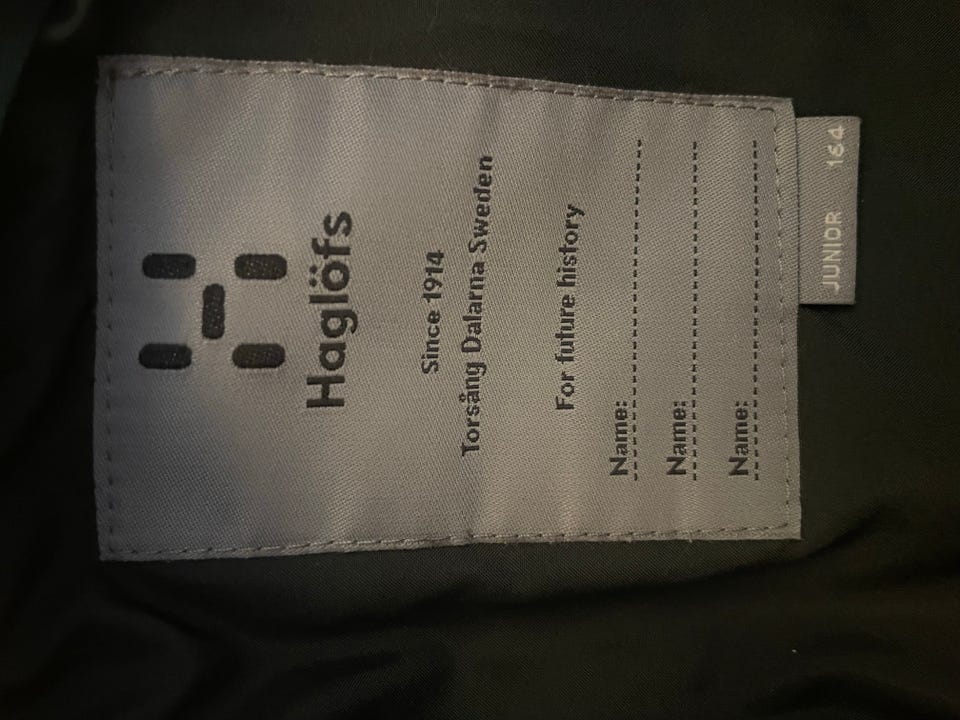 Haglöfs
Since 1914
Torsång Dalarna Sweden
For future history
Name:
Name:
Name:
JUNIOR 164